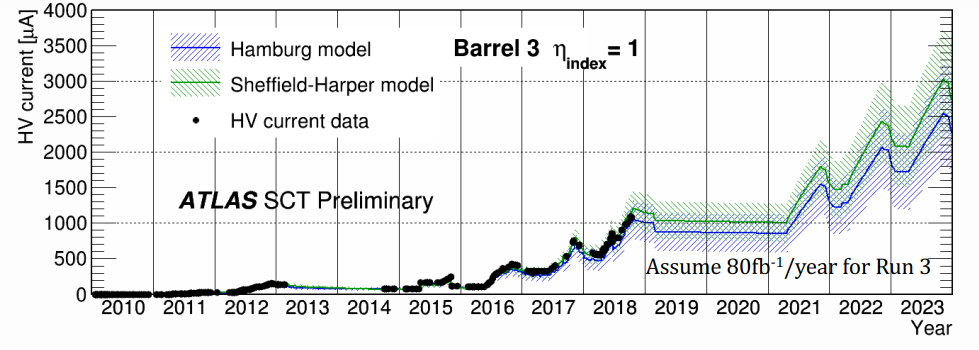 HV current [μA]
4000
3500
3000
2500
2000
1500
1000
500
0
Hamburg model
Sheffield-Harper model
HV current data
Barrel 3 ηindex = 1
ATLAS SCT Preliminary
Assume 80fb-1/year for Run 3
2010 2011 2012 2013 2014 2015 2016 2017 2018 2019 2020 2021 2022 2023
Year